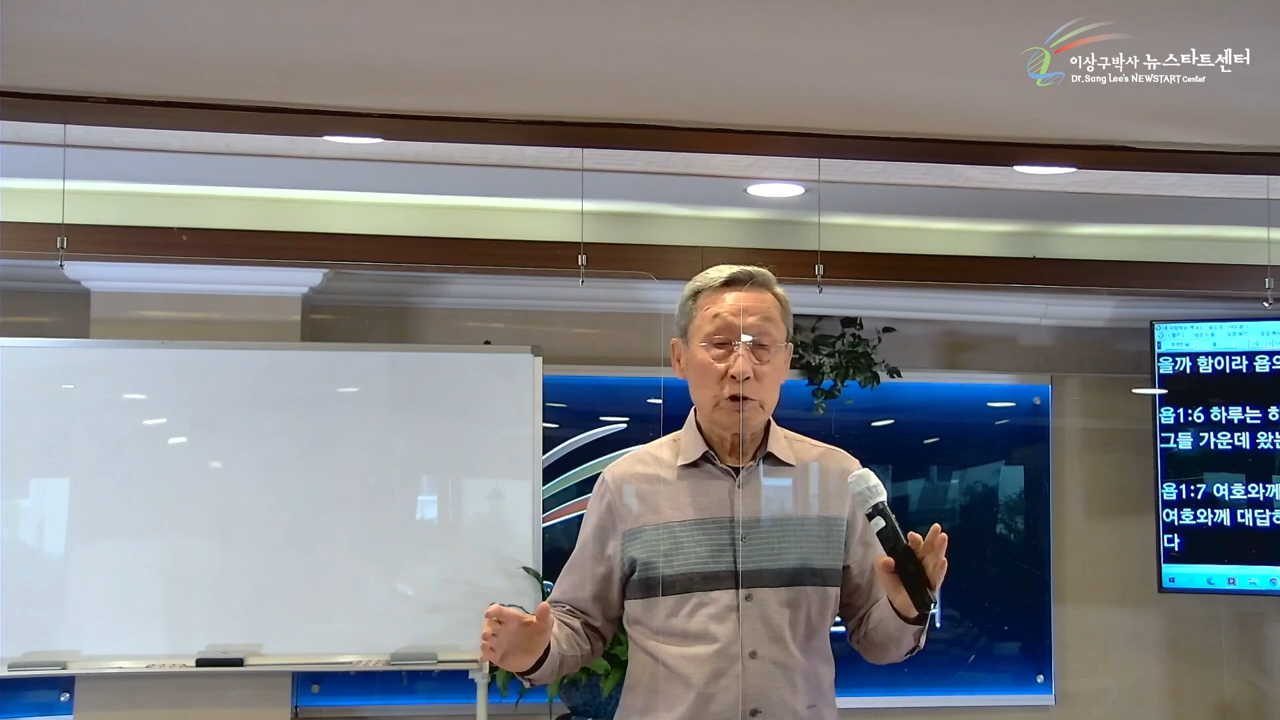 이상구박사 뉴스타트센터
Dr. Sang Lee's NEWSTART Center
을까 함이라 욥의
욥1:6 하루는 하
그들 가운데 왔는
욥1:7 여호와께
여호와께 대답하
다